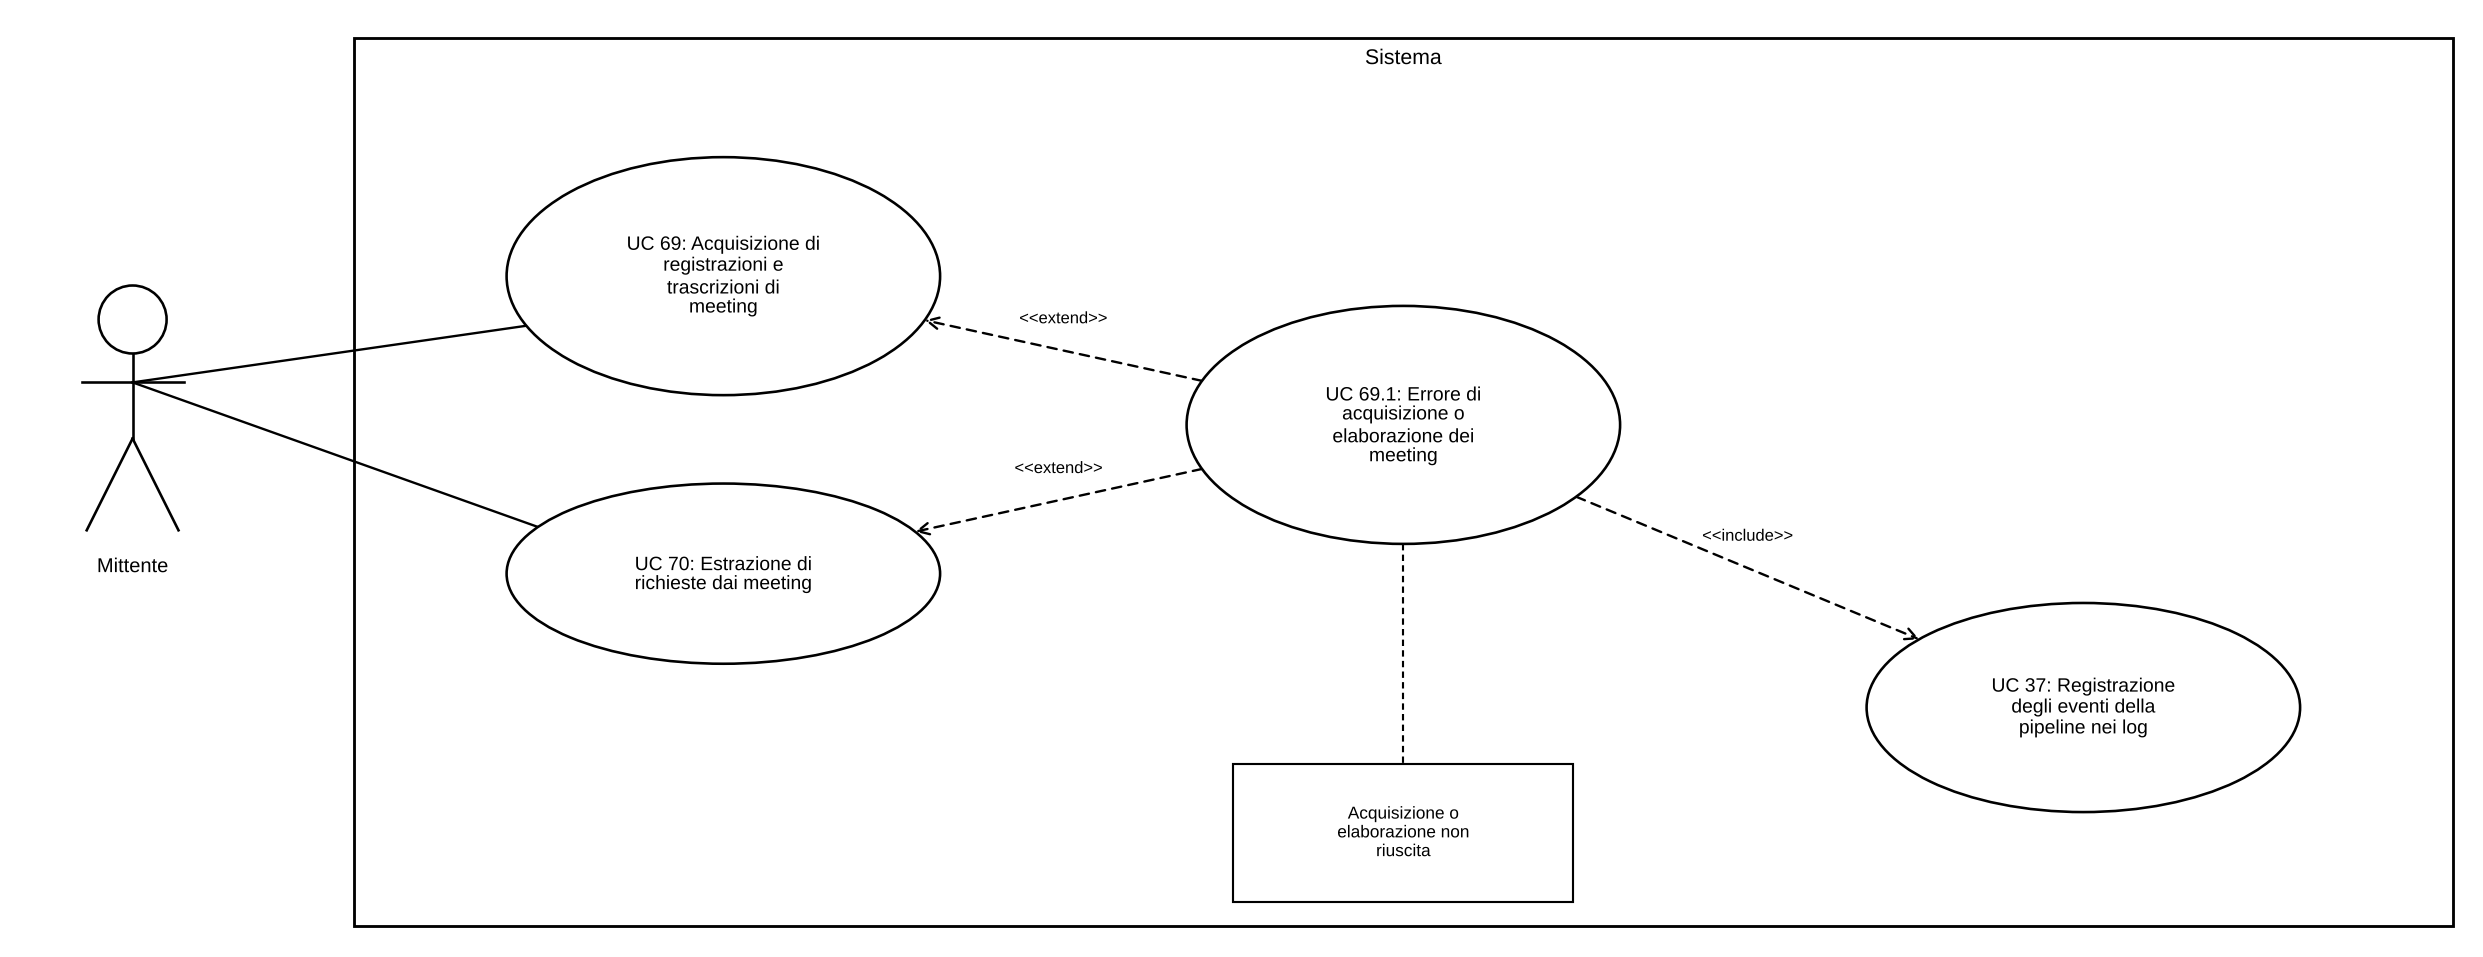 Sistema
UC 69: Acquisizione di
registrazioni e
trascrizioni di
meeting
<<extend>>
UC 69.1: Errore di
acquisizione o
elaborazione dei
meeting
<<extend>>
<<include>>
Mittente
UC 70: Estrazione di
richieste dai meeting
UC 37: Registrazione
degli eventi della
pipeline nei log
Acquisizione o
elaborazione non
riuscita